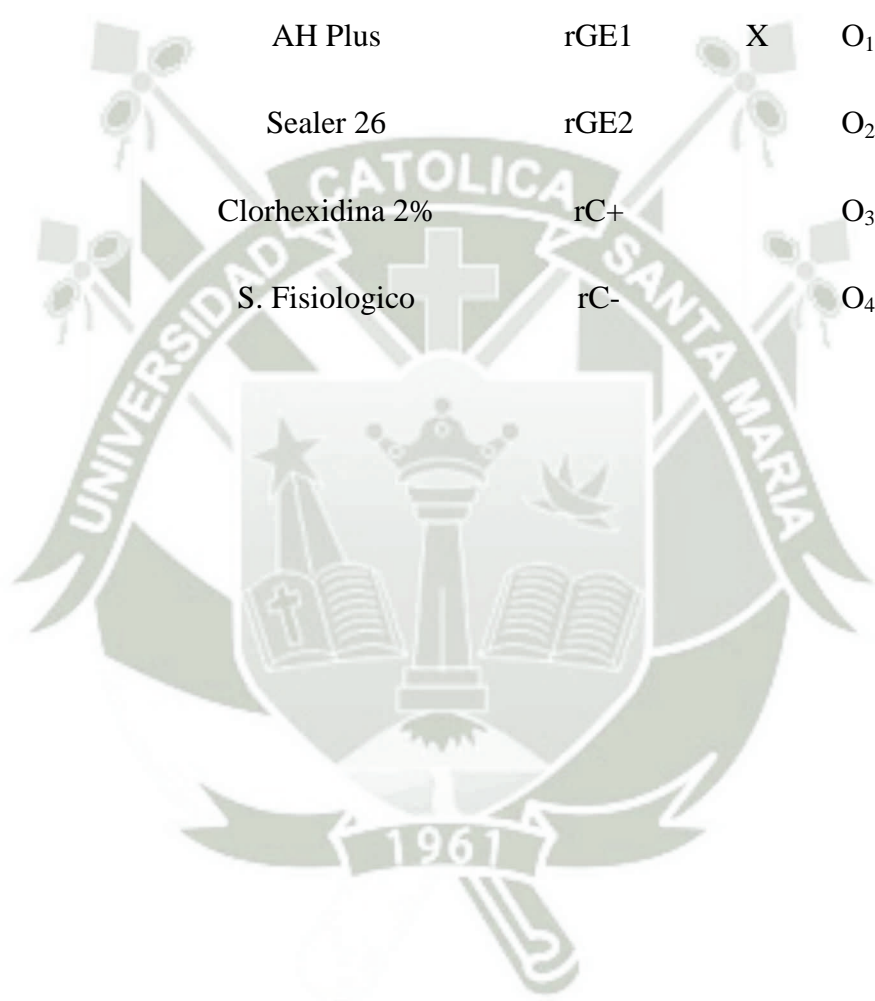 AH Plus rGE1 X O₁
Sealer 26 rGE2 O₂
Clorhexidina 2% rC+ O₃
S. Fisiologico rC- O₄
UNIVERSIDAD CATOLICA SANTA MARIA
1961